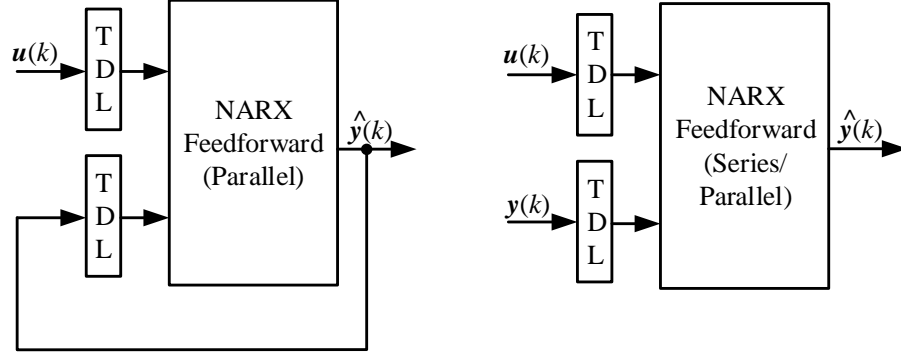 u(k)
T
D
L
T
D
L
NARX
Feedforward
(Parallel)
ŷ(k)
u(k)
T
D
L
y(k)
T
D
L
NARX
Feedforward
(Series/
Parallel)
ŷ(k)